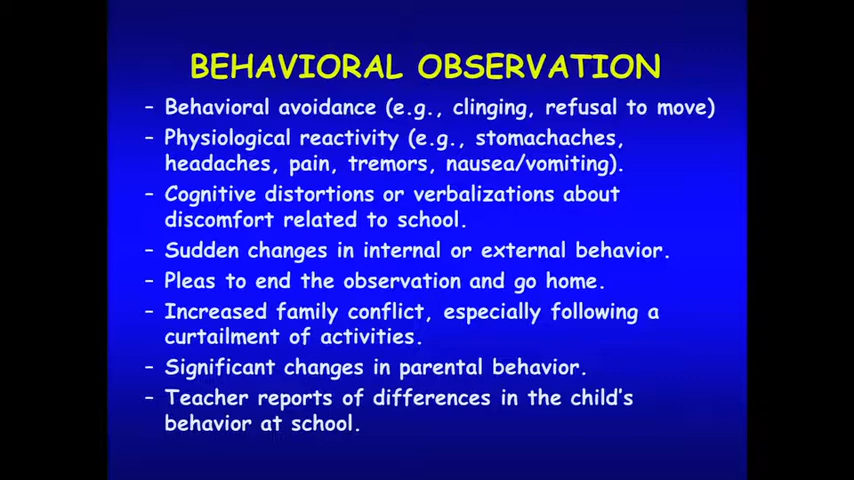 BEHAVIORAL OBSERVATION
– Behavioral avoidance (e.g., clinging, refusal to move)
– Physiological reactivity (e.g., stomachaches,
headaches, pain, tremors, nausea/vomiting).
– Cognitive distortions or verbalizations about
discomfort related to school.
– Sudden changes in internal or external behavior.
– Pleas to end the observation and go home.
– Increased family conflict, especially following a
curtailment of activities.
– Significant changes in parental behavior.
– Teacher reports of differences in the child's
behavior at school.